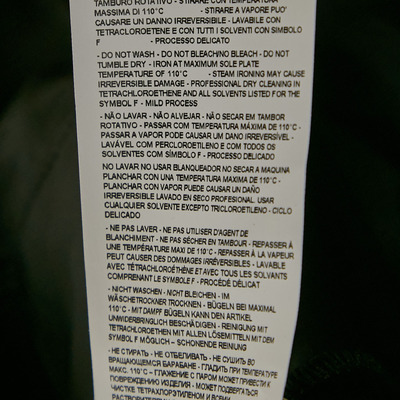 TAMBURO ROTATIVO - STIRARE CON TEMPERATURA
MASSIMA DI 110°C - STIRARE A VAPORE PUO'
CAUSARE UN DANNO IRREVERSIBILE - LAVABILE CON
TETRACLOROETENE E CON TUTTI I SOLVENTI CON SIMBOLO
F - PROCESSO DELICATO
- DO NOT WASH - DO NOT BLEACHINO BLEACH - DO NOT
TUMBLE DRY - IRON AT MAXIMUM SOLE PLATE
TEMPERATURE OF 110°C - STEAM IRONING MAY CAUSE
IRREVERSIBLE DAMAGE - PROFESSIONAL DRY CLEANING IN
TETRACHLOROETHENE AND ALL SOLVENTS LISTED FOR THE
SYMBOL F - MILD PROCESS
- NÃO LAVAR - NÃO ALVEJAR - NÃO SECAR EM TAMBOR
ROTATIVO - PASSAR COM TEMPERATURA MÁXIMA DE 110°C -
PASSAR A VAPOR PODE CAUSAR UM DANO IRREVERSÍVEL -
LAVÁVEL COM PERCLOROETILENO E COM TODOS OS
SOLVENTES COM SÍMBOLO F - PROCESSO DELICADO
NO LAVAR NO USAR BLANQUEADOR NO SECAR A MAQUINA
PLANCHAR CON UNA TEMPERATURA MAXIMA DE 110°C -
PLANCHAR CON VAPOR PUEDE CAUSAR UN DAÑO
IRREVERSIBLE LAVADO EN SECO PROFESIONAL. USAR
CUALQUIER SOLVENTE EXCEPTO TRICLOROETILENO - CICLO
DELICADO
- NE PAS LAVER - NE PAS UTILISER D'AGENT DE
BLANCHIMENT - NE PAS SÉCHER EN TAMBOUR - REPASSER À
UNE TEMPÉRATURE MAXI DE 110°C - REPASSER À LA VAPEUR
PEUT CAUSER DES DOMMAGES IRRÉVERSIBLES - LAVABLE
AVEC TÉTRACHLOROÉTHÈNE ET AVEC TOUS LES SOLVANTS
COMPRENANT LE SYMBOLE F - PROCÉDÉ DÉLICAT
- NICHT WASCHEN - NICHT BLEICHEN - IM
WÄSCHETROCKNER TROCKNEN - BÜGELN BEI MAXIMAL
110°C - MIT DAMPF BÜGELN KANN DEN ARTIKEL
UNWIDERBRINGLICH BESCHÄDIGEN - REINIGUNG MIT
TETRACHLOROETHEN MIT ALLEN LÖSEMITTELN MIT DEM
SYMBOL F MÖGLICH – SCHONENDE REINUNG
- НЕ СТИРАТЬ - НЕ ОТБЕЛИВАТЬ - НЕ СУШИТЬ ВО
ВРАЩАЮЩЕМСЯ БАРАБАНЕ - ГЛАДИТЬ ПРИ ТЕМПЕРАТУРЕ
МАКС. 110°C – ГЛАЖЕНИЕ С ПАРОМ МОЖЕТ ПРИВЕСТИ К
ПОВРЕЖДЕНИЮ ИЗДЕЛИЯ - МОЖЕТ ПОДВЕРГАТЬСЯ
ЧИСТКЕ ТЕТРАХЛОРЭТИЛЕНОМ И ВСЕМИ